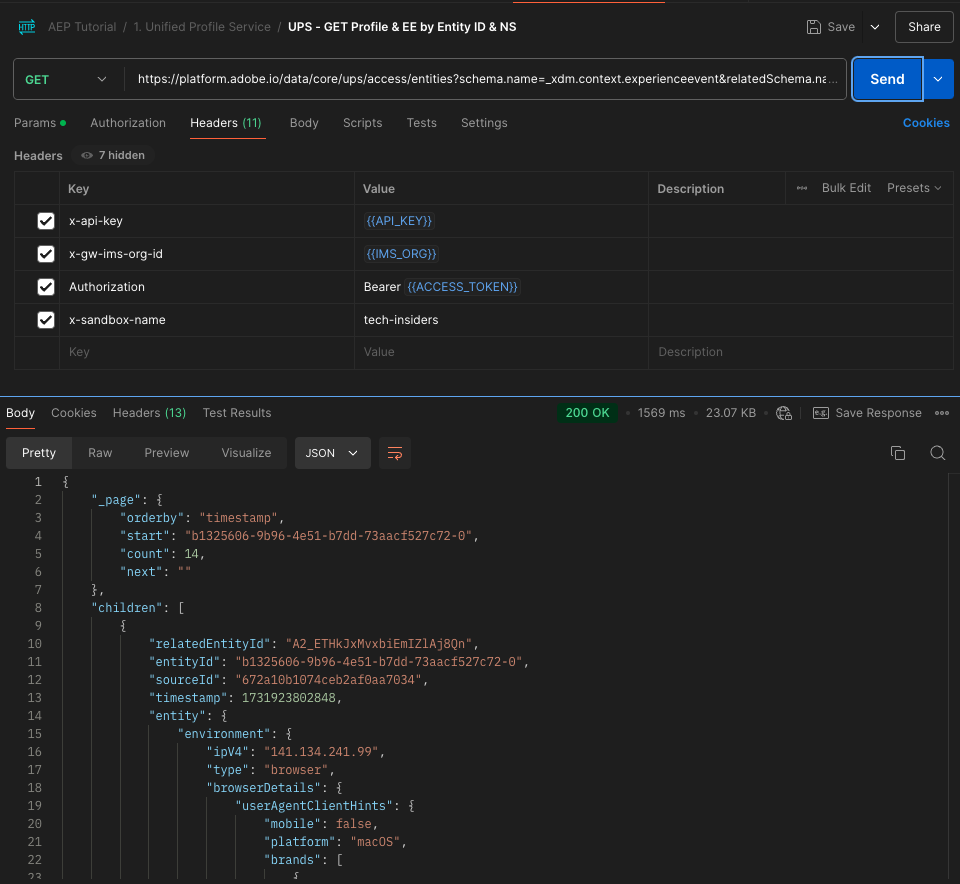 HTTP AEP Tutorial / 1. Unified Profile Service / UPS - GET Profile & EE by Entity ID & NS Save Share
GET https://platform.adobe.io/data/core/ups/access/entities?schema.name=_xdm.context.experienceevent&relatedSchema.na... Send
Params Authorization Headers (11) Body Scripts Tests Settings Cookies
Headers 7 hidden
Key Value Description Bulk Edit Presets
x-api-key {{API_KEY}}
x-gw-ims-org-id {{IMS_ORG}}
Authorization Bearer {{ACCESS_TOKEN}}
x-sandbox-name tech-insiders
Key Value Description
Body Cookies Headers (13) Test Results 200 OK • 1569 ms • 23.07 KB • e.g. Save Response
Pretty Raw Preview Visualize JSON
1 {
2 "_page": {
3 "orderby": "timestamp",
4 "start": "b1325606-9b96-4e51-b7dd-73aacf527c72-0",
5 "count": 14,
6 "next": ""
7 },
8 "children": [
9 {
10 "relatedEntityId": "A2_ETHkJxMvxbiEmIZlAj8Qn",
11 "entityId": "b1325606-9b96-4e51-b7dd-73aacf527c72-0",
12 "sourceId": "672a10b1074ceb2af0aa7034",
13 "timestamp": 1731923802848,
14 "entity": {
15 "environment": {
16 "ipV4": "141.134.241.99",
17 "type": "browser",
18 "browserDetails": {
19 "userAgentClientHints": {
20 "mobile": false,
21 "platform": "macOS",
22 "brands": [
23 {